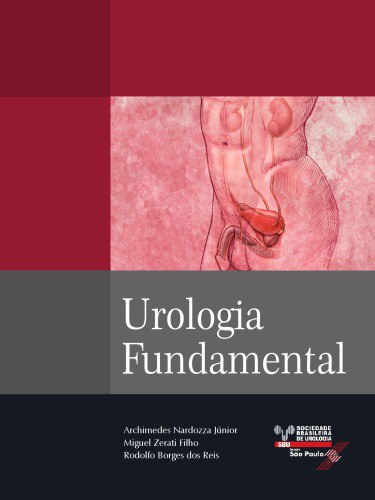 Urologia
Fundamental
Archimedes Nardozza Júnior
Miguel Zerati Filho
Rodolfo Borges dos Reis
SOCIEDADE
BRASILEIRA
DE UROLOGIA
SBU
São Paulo